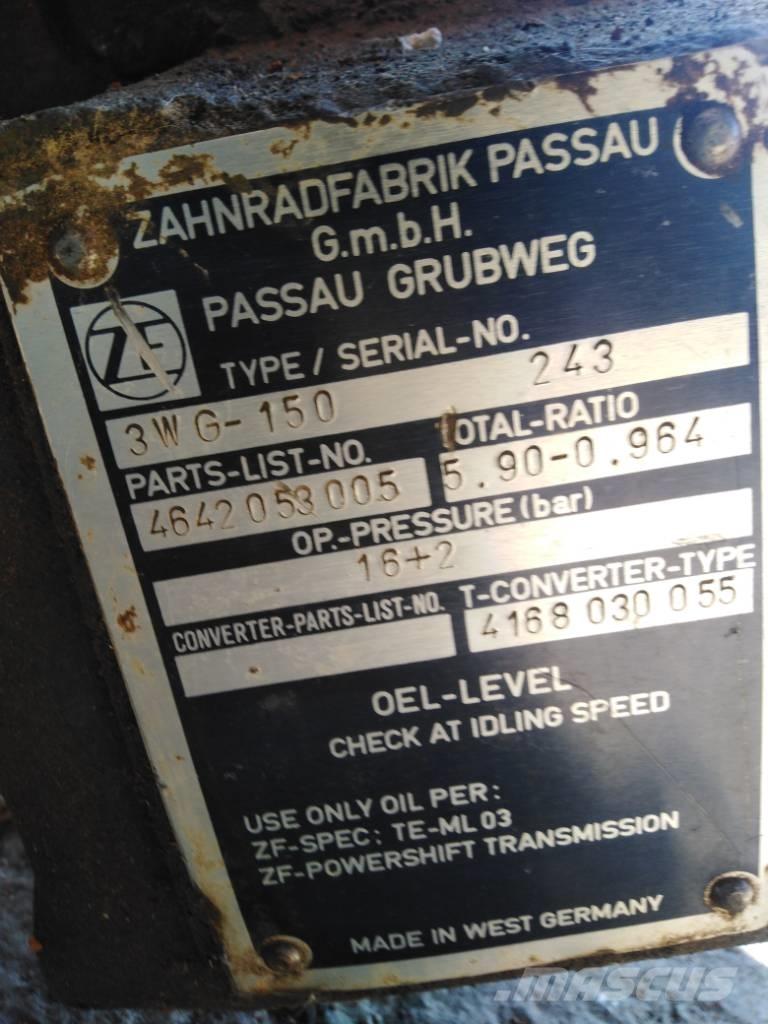 ZAHNRADFABRIK PASSAU
G.m.b.H.
PASSAU GRUBWEG
ZF
TYPE / SERIAL-NO.
3WG-150 243
PARTS-LIST-NO. TOTAL-RATIO
4642 053 005 5.90-0.964
OP.-PRESSURE (bar)
16+2
CONVERTER-PARTS-LIST-NO. T-CONVERTER-TYPE
4168 030 055
OEL-LEVEL
CHECK AT IDLING SPEED
USE ONLY OIL PER:
ZF-SPEC: TE-ML 03
ZF-POWERSHIFT TRANSMISSION
MADE IN WEST GERMANY
MASCUS